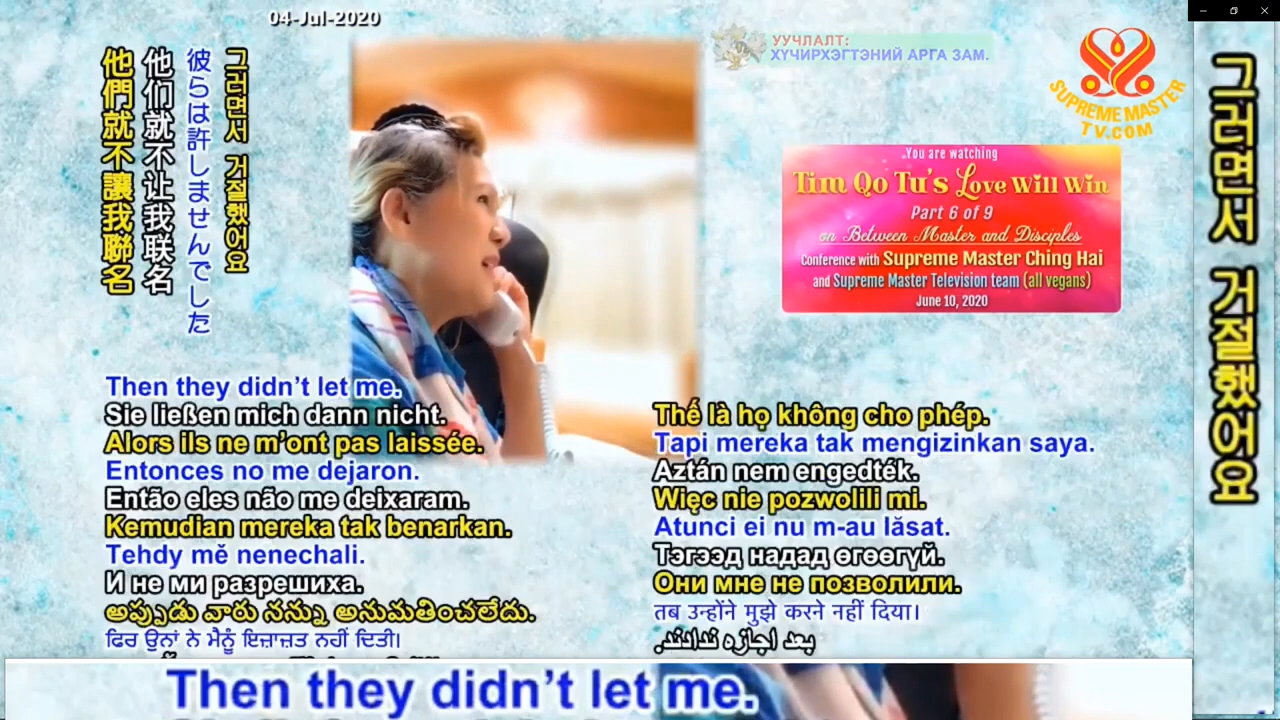 04-Jul-2020
그러면서 거절했어요
彼らは許しませんでした
他们就不让我联名
他們就不讓我聯名
УУЧЛАЛТ:
ХҮЧИРХЭГТЭНИЙ АРГА ЗАМ.
SUPREME MASTER
TV.COM
You are watching
Tim Qo Tu's Love Will Win
Part 6 of 9
on Between Master and Disciples
Conference with Supreme Master Ching Hai
and Supreme Master Television team (all vegans)
June 10, 2020
Then they didn't let me.
Sie ließen mich dann nicht.
Alors ils ne m'ont pas laissée.
Entonces no me dejaron.
Então eles não me deixaram.
Kemudian mereka tak benarkan.
Tehdy mě nenechali.
И не ми разрешиха.
అప్పుడు వారు నన్ను అనుమతించలేదు.
ਫਿਰ ਉਨਾਂ ਨੇ ਮੈਨੂੰ ਇਜ਼ਾਜ਼ਤ ਨਹੀਂ ਦਿਤੀ।
Thế là họ không cho phép.
Tapi mereka tak mengizinkan saya.
Aztán nem engedték.
Więc nie pozwolili mi.
Atunci ei nu m-au lăsat.
Тэгээд надад өгөөгүй.
Они мне не позволили.
तब उन्होंने मुझे करने नहीं दिया।
بعد اجازه ندادند.
그러면서 거절했어요
Then they didn't let me.